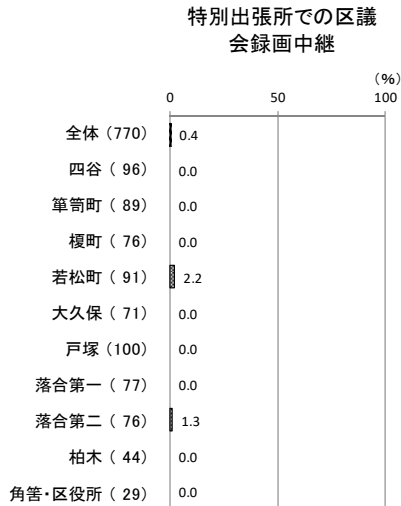 特別出張所での区議
会録画中継
(%)
0 50 100
全体 (770) 0.4
四谷 ( 96) 0.0
箪笥町 ( 89) 0.0
榎町 ( 76) 0.0
若松町 ( 91) 2.2
大久保 ( 71) 0.0
戸塚 (100) 0.0
落合第一 ( 77) 0.0
落合第二 ( 76) 1.3
柏木 ( 44) 0.0
角筈・区役所 ( 29) 0.0